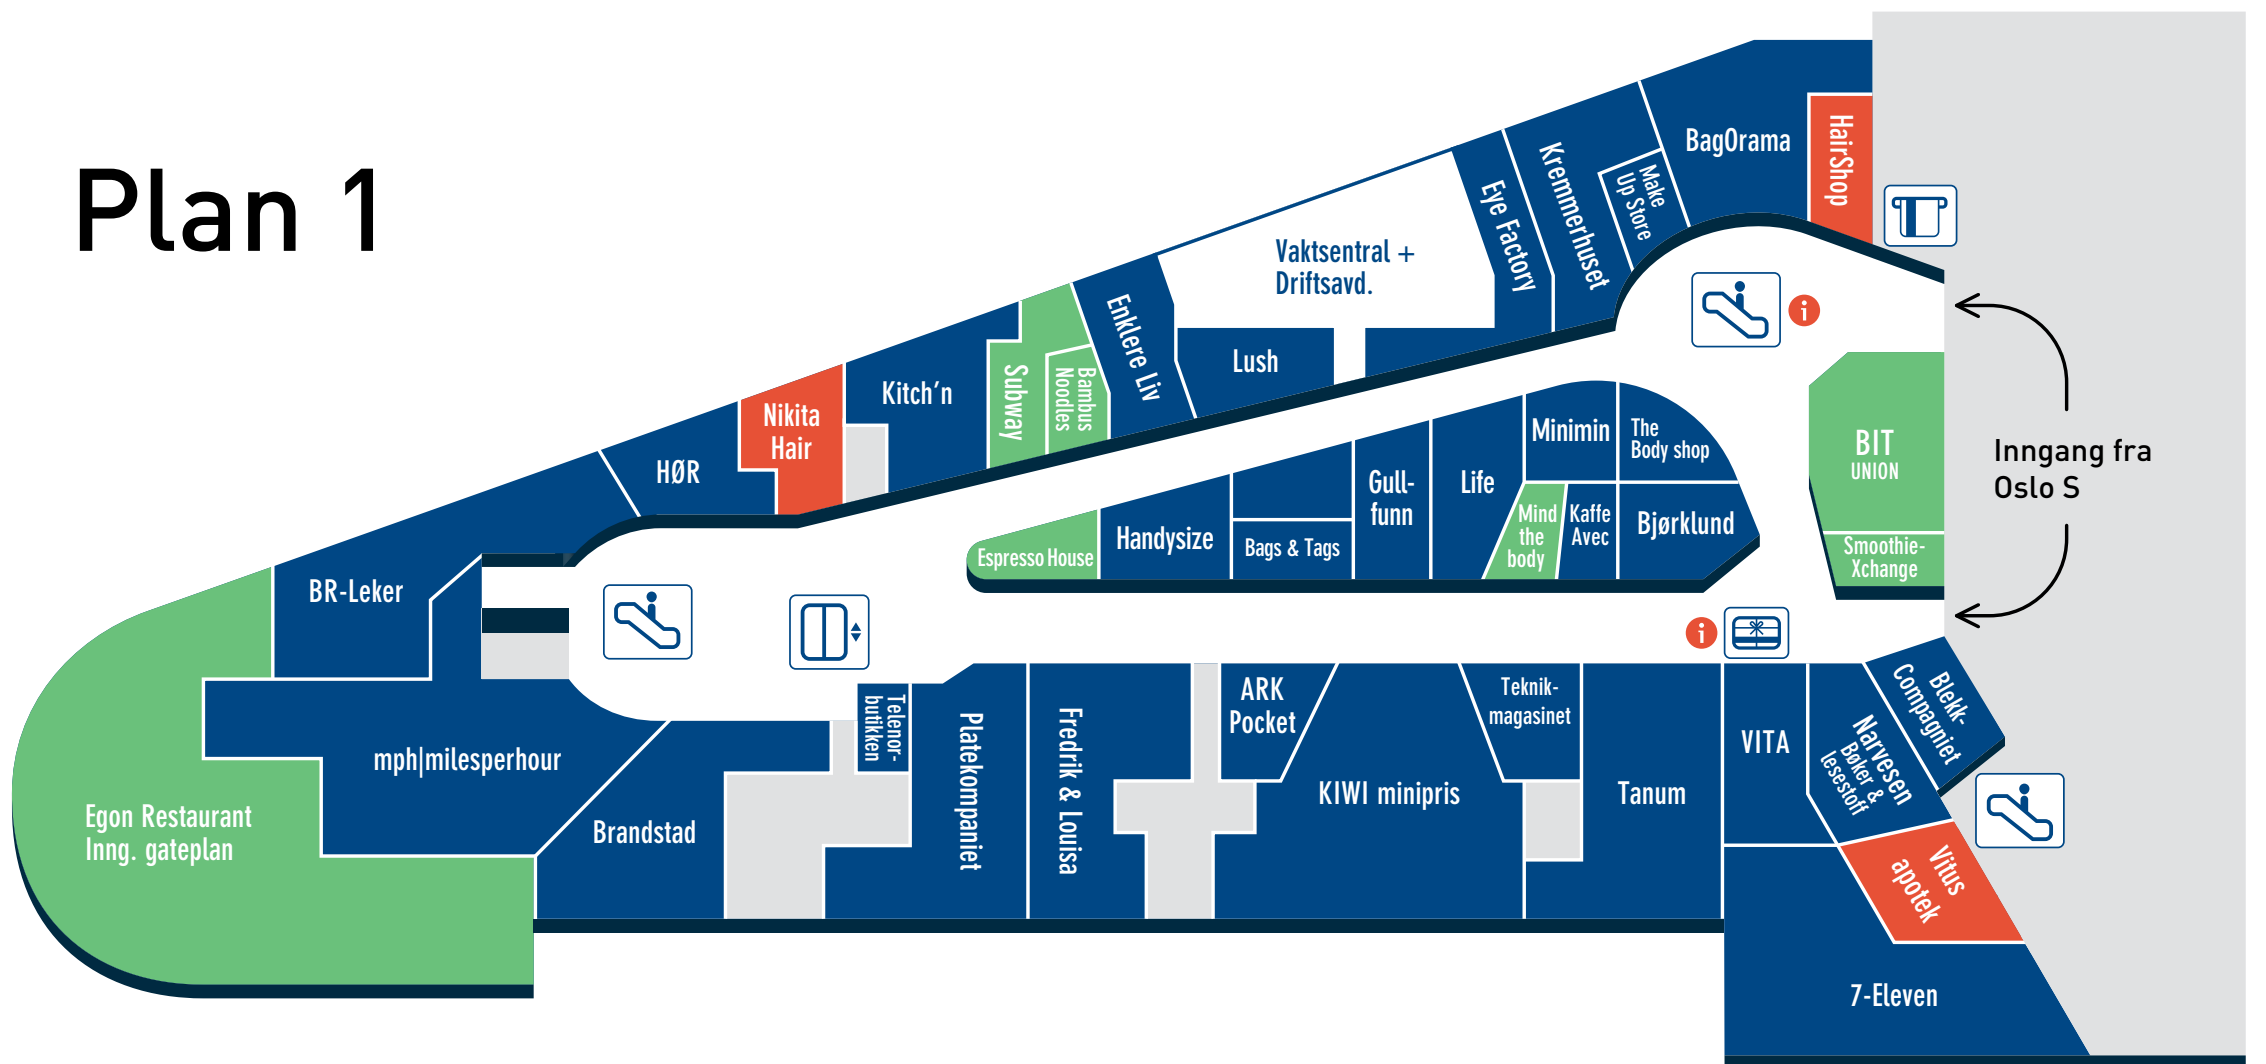 Plan 1
BagOrama
HairShop
Kremmerhuset
Make
Up Store
Eye Factory
Vaktsentral +
Driftsavd.
Lush
Enklere Liv
Subway
Bambus
Noodles
Kitch’n
Nikita
Hair
HØR
BR-Leker
Egon Restaurant
Inng. gateplan
mph|milesperhour
Brandstad
Telenor-
butikken
Platekompaniet
Fredrik & Louisa
ARK
Pocket
KIWI minipris
Teknik-
magasinet
Tanum
VITA
Narvesen
Bøker &
lesestoff
Blekk-
Compagniet
Vitus
apotek
7-Eleven
Espresso House
Handysize
Bags & Tags
Gull-
funn
Life
Minimin
The
Body shop
Mind
the
body
Kaffe
Avec
Bjørklund
i
i
BIT
UNION
Smoothie-
Xchange
Inngang fra
Oslo S